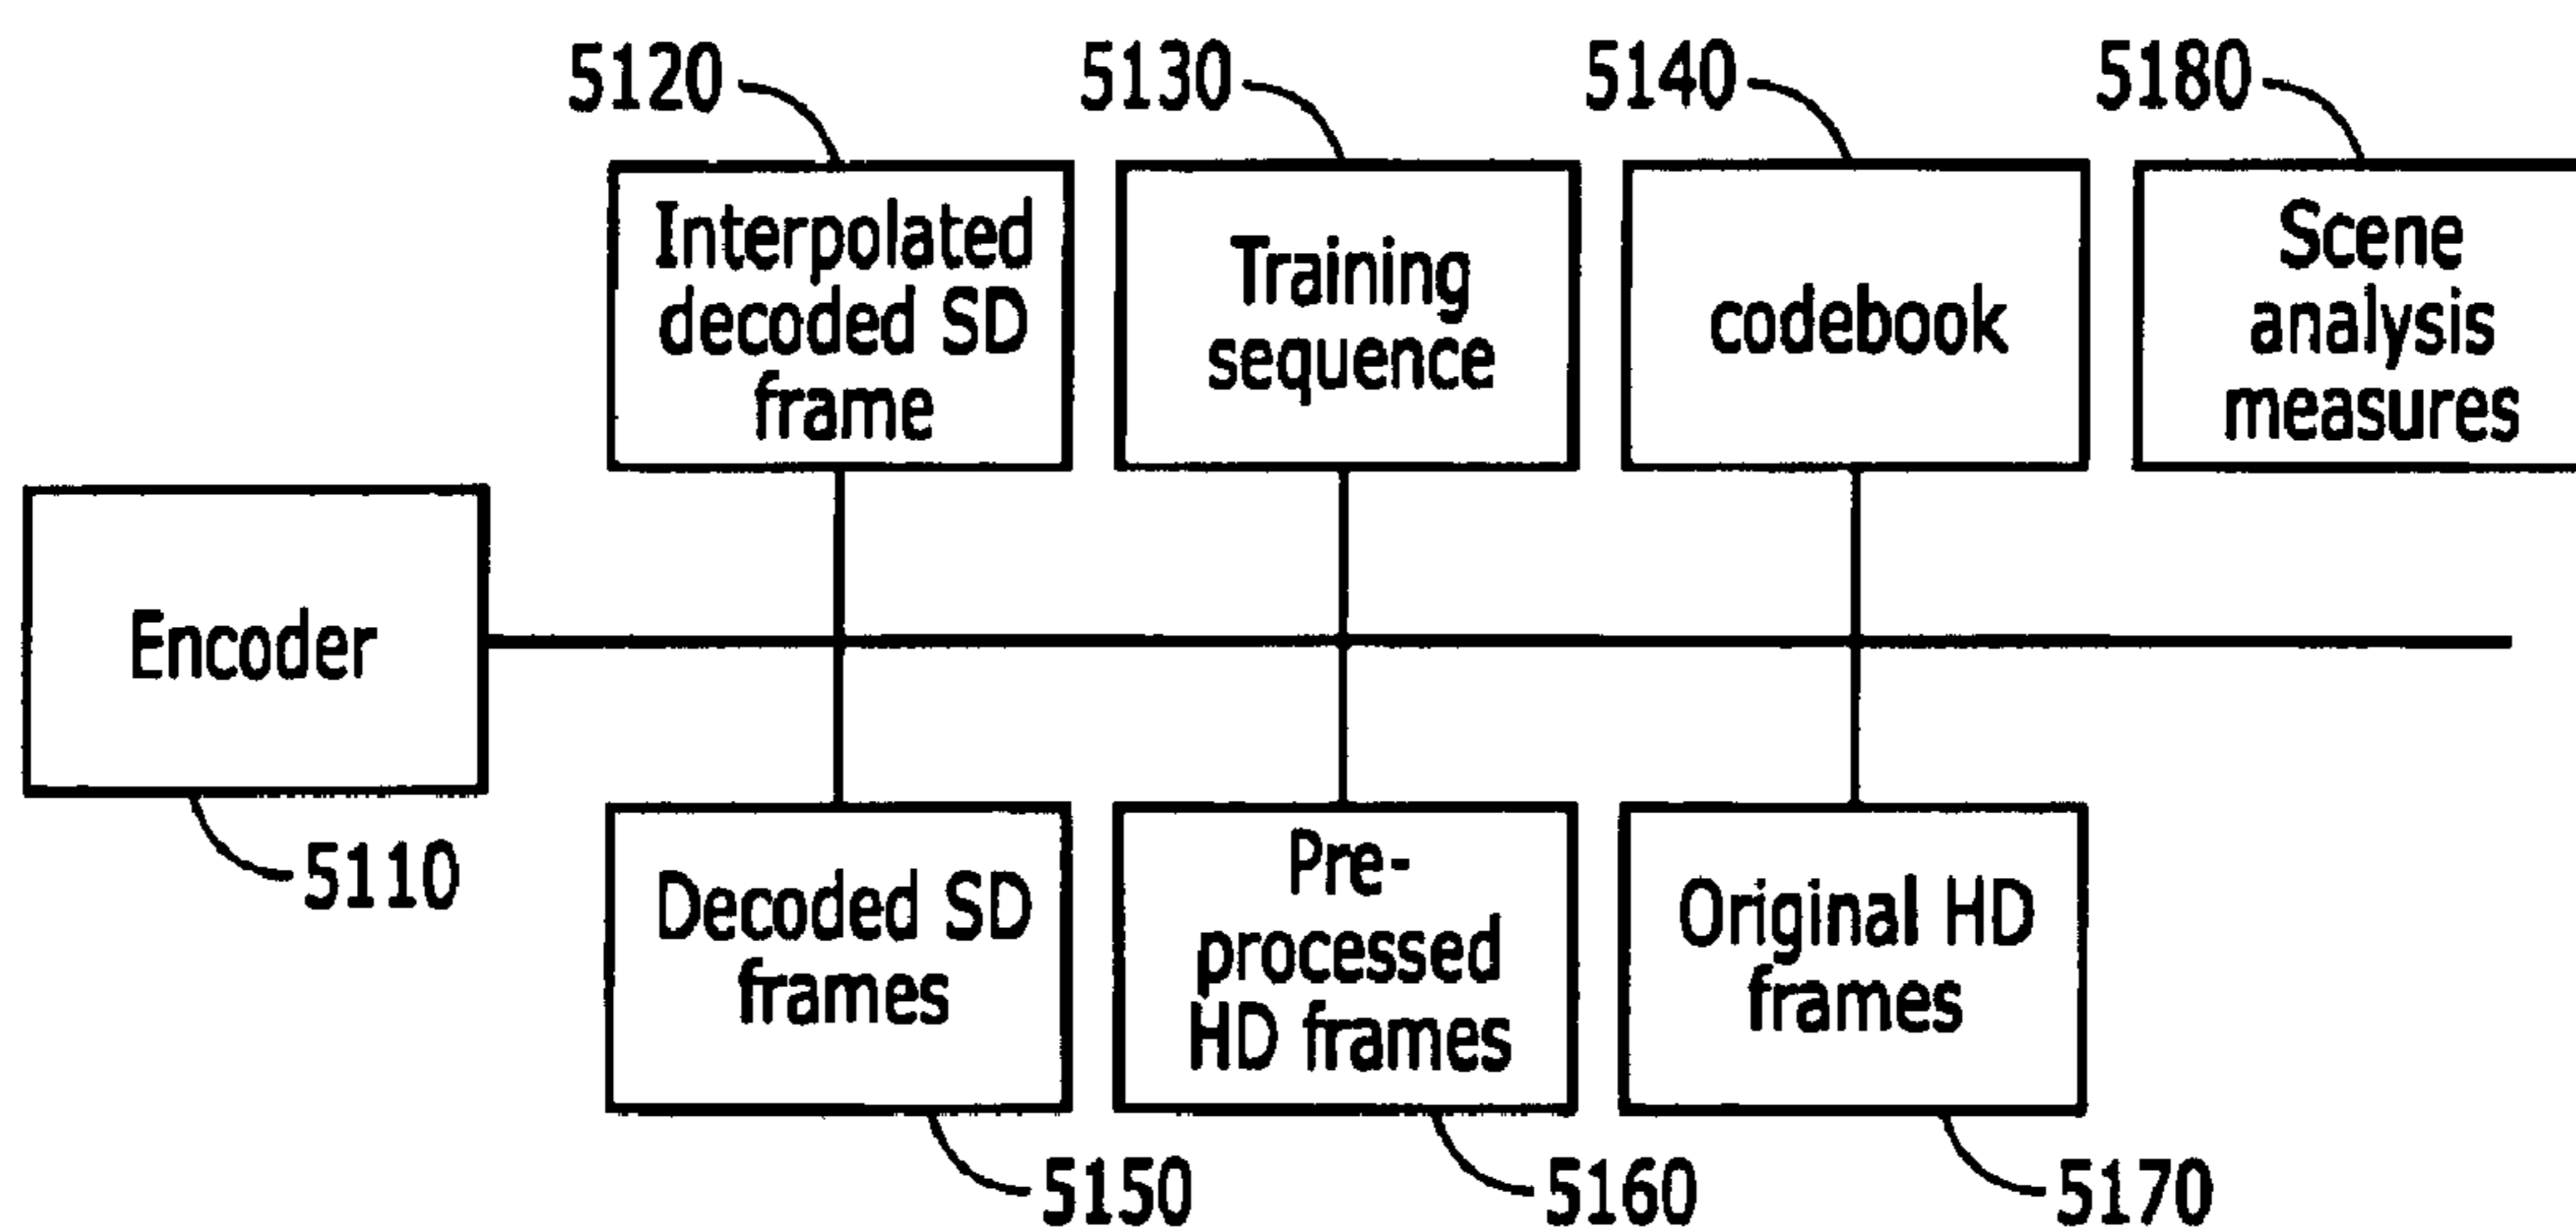 5120
5130
5140
5180
Interpolated
decoded SD
frame
Training
sequence
codebook
Scene
analysis
measures
Encoder
5110
Decoded SD
frames
Pre-
processed
HD frames
Original HD
frames
5150
5160
5170